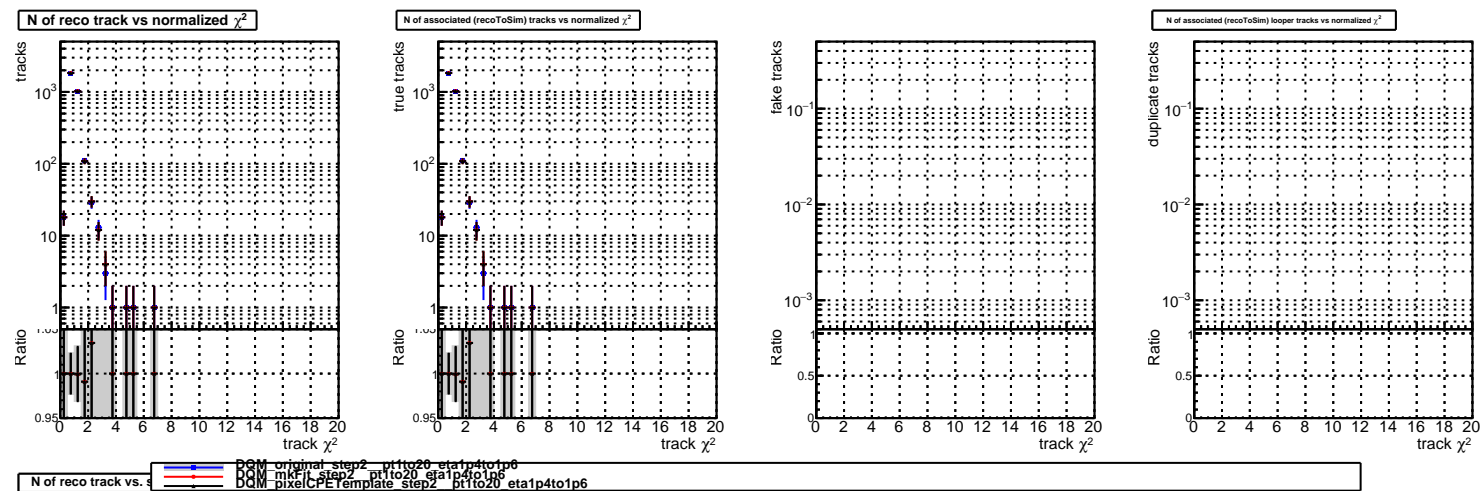 N of reco track vs normalized χ²
N of associated (recoToSim) tracks vs normalized χ²
N of associated (recoToSim) looper tracks vs normalized χ²
tracks
10³
10²
10
1
Ratio
1.05
1
0.95
0 2 4 6 8 10 12 14 16 18 20
track χ²
true tracks
10³
10²
10
1
Ratio
1.05
1
0.95
0 2 4 6 8 10 12 14 16 18 20
track χ²
fake tracks
10⁻¹
10⁻²
10⁻³
Ratio
1
0.5
0
0 2 4 6 8 10 12 14 16 18 20
track χ²
duplicate tracks
10⁻¹
10⁻²
10⁻³
Ratio
1
0.5
0
0 2 4 6 8 10 12 14 16 18 20
track χ²
DQM_original_step2__pt1to20_eta1p4to1p6
DQM_mkFit_step2__pt1to20_eta1p4to1p6
DQM_pixelCPETemplate_step2__pt1to20_eta1p4to1p6
N of reco track vs. s